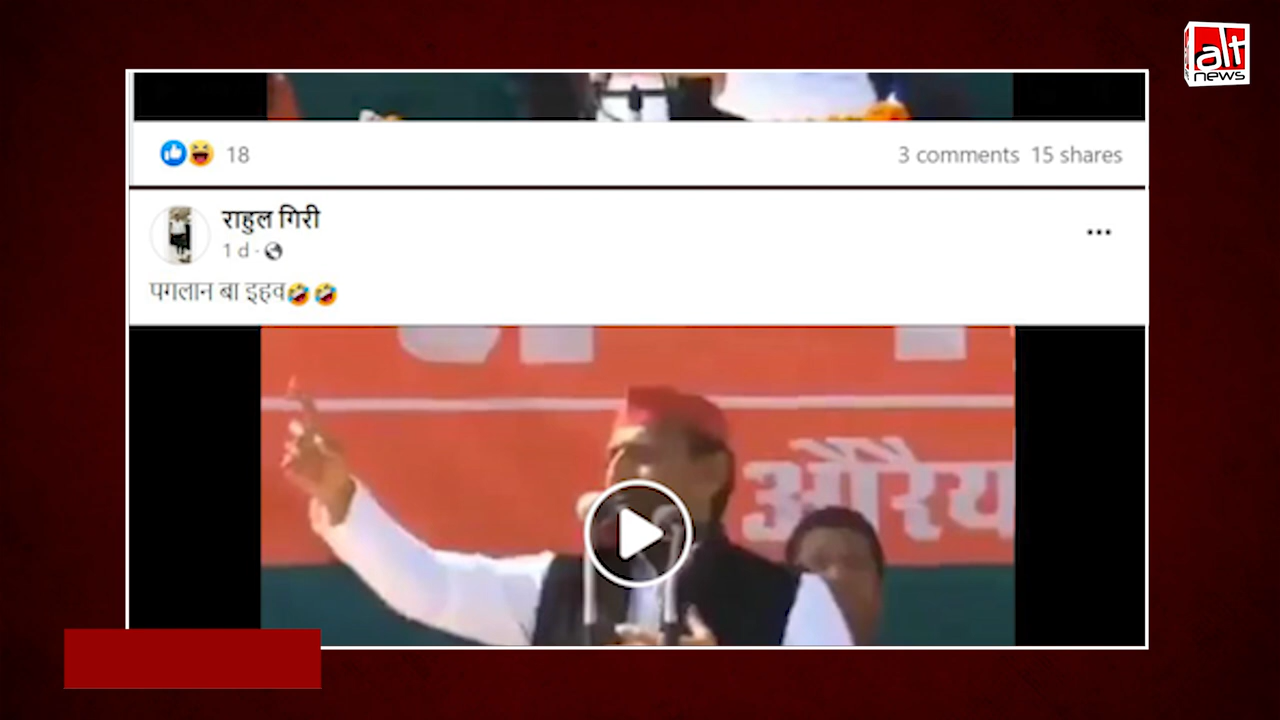 alt
news
18
3 comments 15 shares
राहुल गिरी
1 d
पगलान बा इहव🤣🤣
औरैय